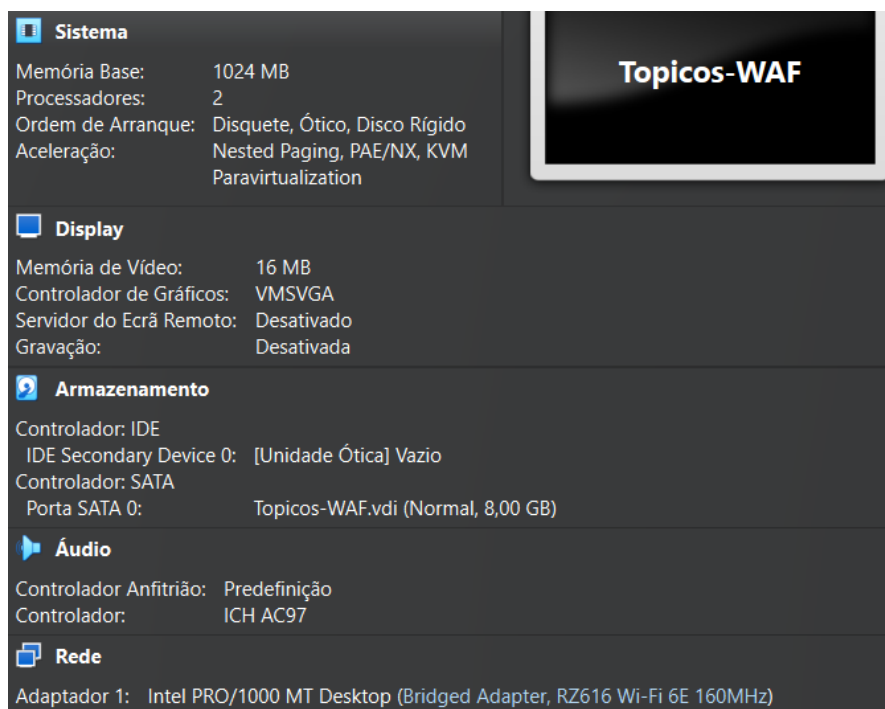 Sistema
Memória Base: 1024 MB
Processadores: 2
Ordem de Arranque: Disquete, Ótico, Disco Rígido
Aceleração: Nested Paging, PAE/NX, KVM
Paravirtualization
Topicos-WAF
Display
Memória de Vídeo: 16 MB
Controlador de Gráficos: VMSVGA
Servidor do Ecrã Remoto: Desativado
Gravação: Desativada
Armazenamento
Controlador: IDE
IDE Secondary Device 0: [Unidade Ótica] Vazio
Controlador: SATA
Porta SATA 0: Topicos-WAF.vdi (Normal, 8,00 GB)
Áudio
Controlador Anfitrião: Predefinição
Controlador: ICH AC97
Rede
Adaptador 1: Intel PRO/1000 MT Desktop (Bridged Adapter, RZ616 Wi-Fi 6E 160MHz)